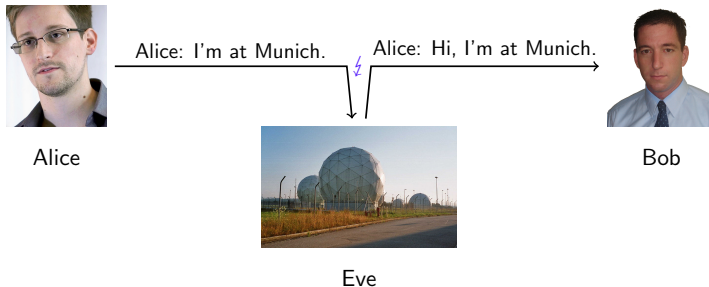 Alice: I'm at Munich.
Alice: Hi, I'm at Munich.
Alice
Bob
Eve